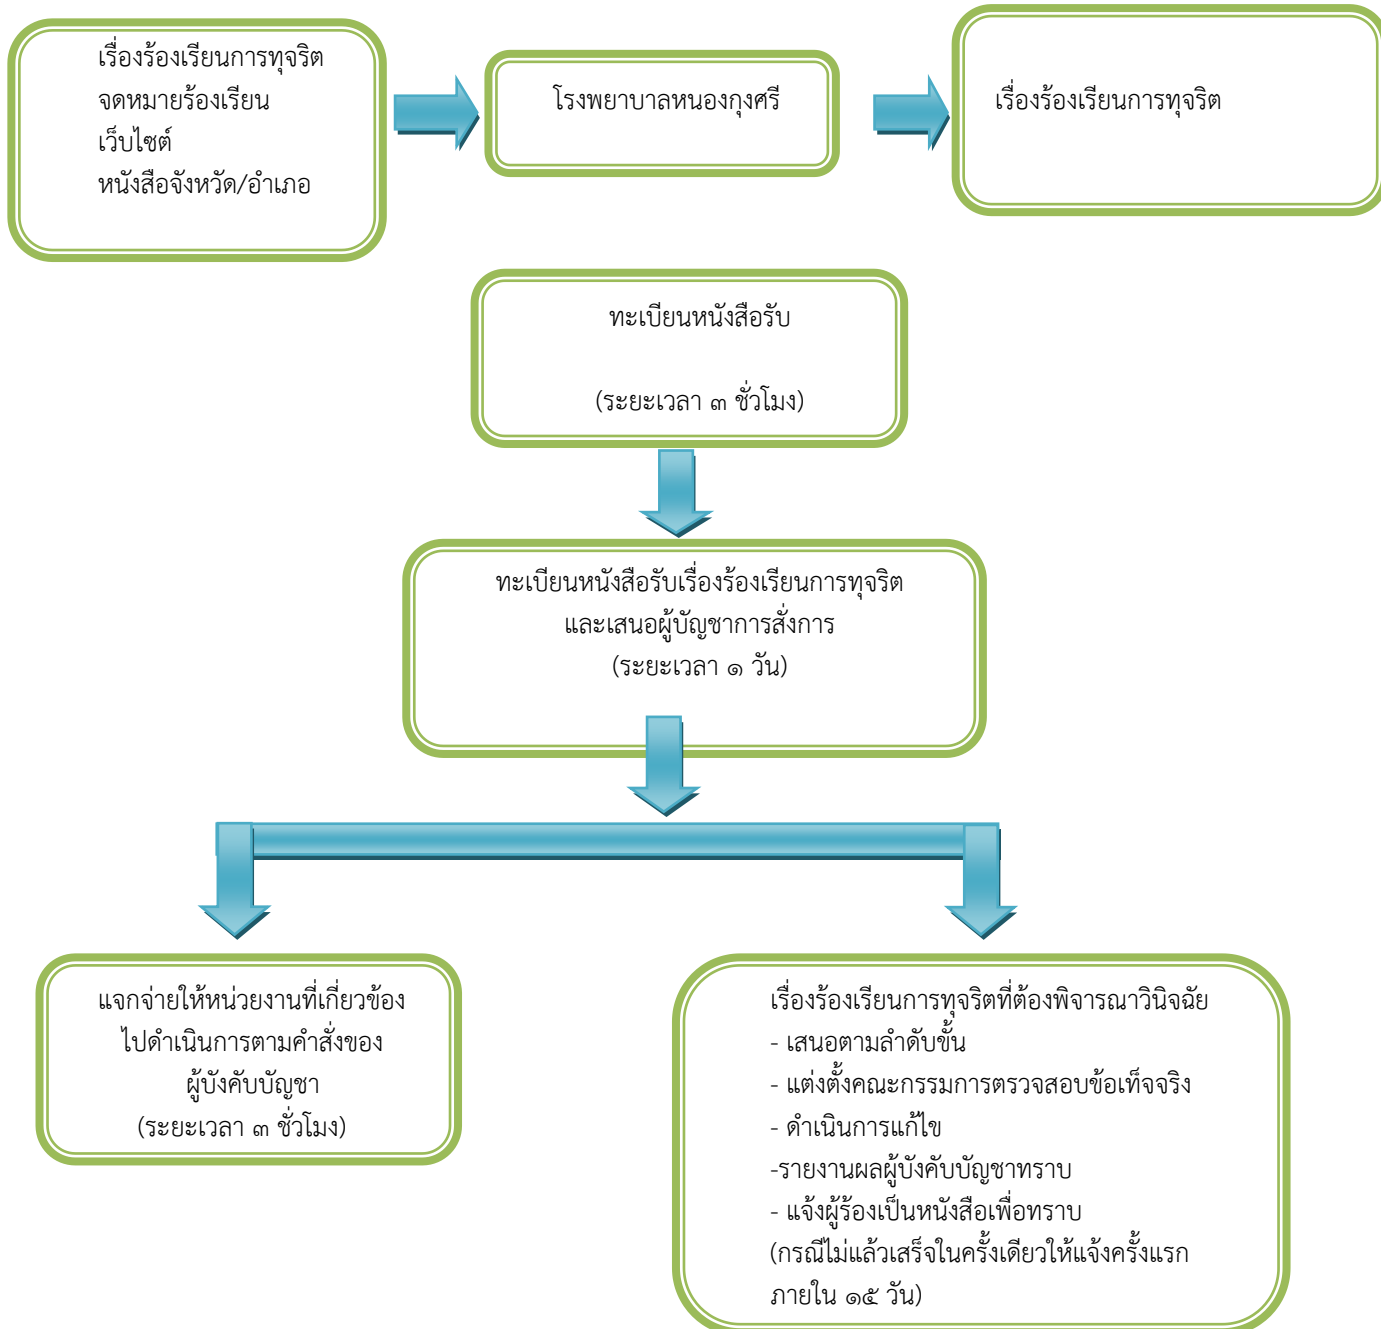 เรื่องร้องเรียนการทุจริต
จดหมายร้องเรียน
เว็บไซต์
หนังสือจังหวัด/อำเภอ
โรงพยาบาลหนองกุงศรี
เรื่องร้องเรียนการทุจริต
ทะเบียนหนังสือรับ
(ระยะเวลา ๓ ชั่วโมง)
ทะเบียนหนังสือรับเรื่องร้องเรียนการทุจริต
และเสนอผู้บัญชาการสั่งการ
(ระยะเวลา ๑ วัน)
แจกจ่ายให้หน่วยงานที่เกี่ยวข้อง
ไปดำเนินการตามคำสั่งของ
ผู้บังคับบัญชา
(ระยะเวลา ๓ ชั่วโมง)
เรื่องร้องเรียนการทุจริตที่ต้องพิจารณาวินิจฉัย
- เสนอตามลำดับขั้น
- แต่งตั้งคณะกรรมการตรวจสอบข้อเท็จจริง
- ดำเนินการแก้ไข
-รายงานผลผู้บังคับบัญชาทราบ
- แจ้งผู้ร้องเป็นหนังสือเพื่อทราบ
(กรณีไม่แล้วเสร็จในครั้งเดียวให้แจ้งครั้งแรก
ภายใน ๑๕ วัน)